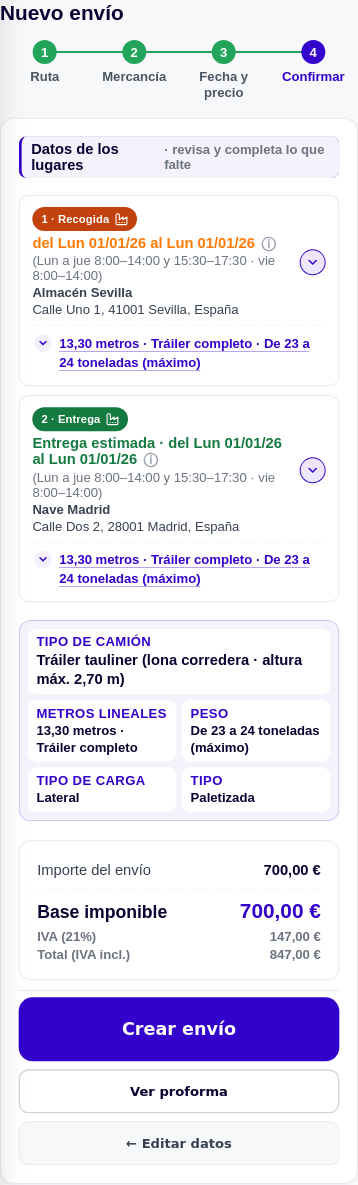 Nuevo envío
1 2 3 4
Ruta Mercancía Fecha y precio Confirmar
Datos de los lugares · revisa y completa lo que falte
1 · Recogida
del Lun 01/01/26 al Lun 01/01/26 ⓘ
(Lun a jue 8:00–14:00 y 15:30–17:30 · vie
8:00–14:00)
Almacén Sevilla
Calle Uno 1, 41001 Sevilla, España
13,30 metros · Tráiler completo · De 23 a
24 toneladas (máximo)
2 · Entrega
Entrega estimada · del Lun 01/01/26
al Lun 01/01/26 ⓘ
(Lun a jue 8:00–14:00 y 15:30–17:30 · vie
8:00–14:00)
Nave Madrid
Calle Dos 2, 28001 Madrid, España
13,30 metros · Tráiler completo · De 23 a
24 toneladas (máximo)
TIPO DE CAMIÓN
Tráiler tauliner (lona corredera · altura
máx. 2,70 m)
METROS LINEALES
13,30 metros ·
Tráiler completo
PESO
De 23 a 24 toneladas
(máximo)
TIPO DE CARGA
Lateral
TIPO
Paletizada
Importe del envío 700,00 €
Base imponible 700,00 €
IVA (21%) 147,00 €
Total (IVA incl.) 847,00 €
Crear envío
Ver proforma
← Editar datos